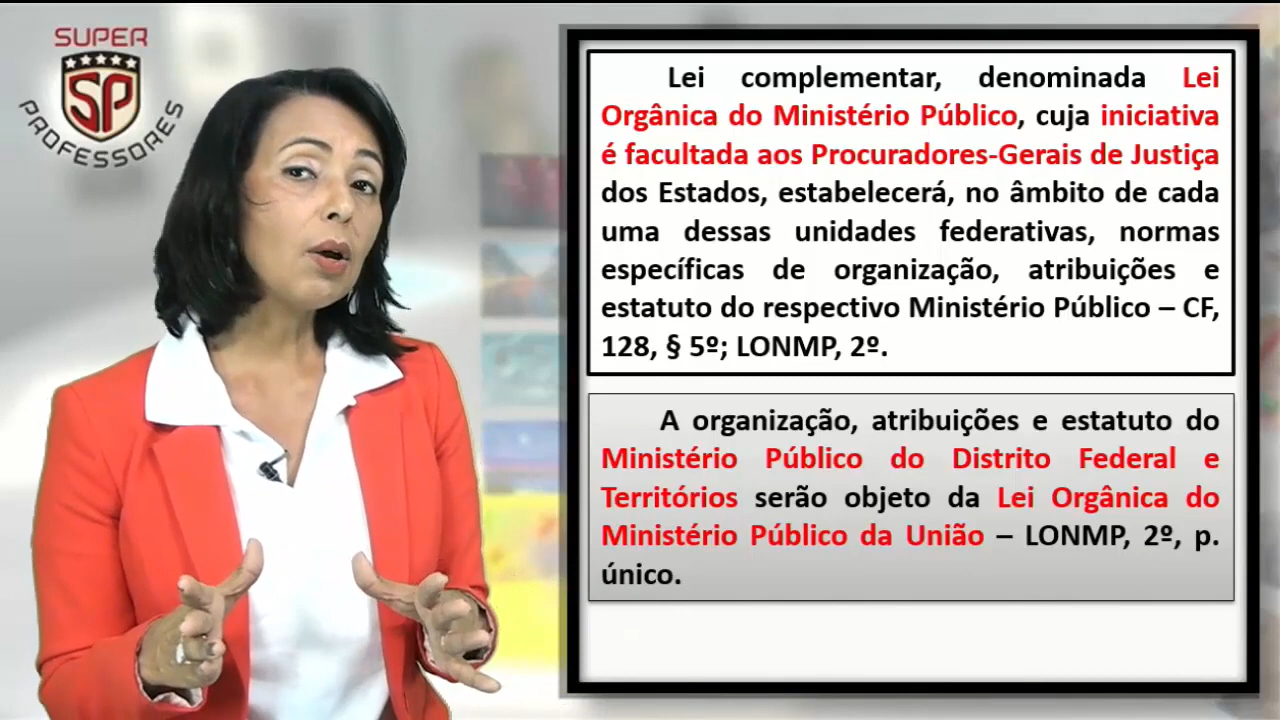 SUPER
SP
PROFESSORES
Lei complementar, denominada Lei
Orgânica do Ministério Público, cuja iniciativa
é facultada aos Procuradores-Gerais de Justiça
dos Estados, estabelecerá, no âmbito de cada
uma dessas unidades federativas, normas
específicas de organização, atribuições e
estatuto do respectivo Ministério Público – CF,
128, § 5º; LONMP, 2º.
A organização, atribuições e estatuto do
Ministério Público do Distrito Federal e
Territórios serão objeto da Lei Orgânica do
Ministério Público da União – LONMP, 2º, p.
único.